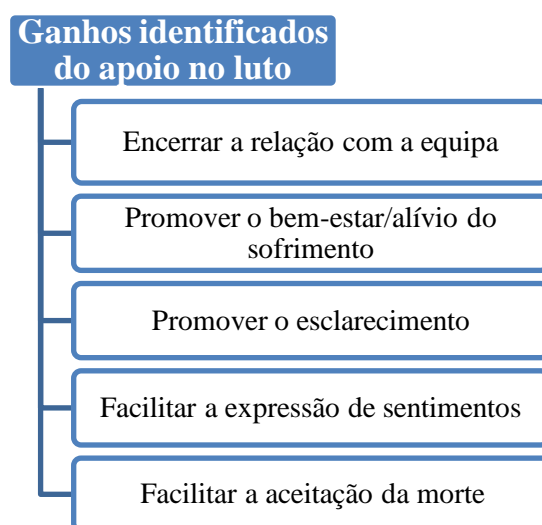 Ganhos identificados
do apoio no luto
Encerrar a relação com a equipa
Promover o bem-estar/alívio do
sofrimento
Promover o esclarecimento
Facilitar a expressão de sentimentos
Facilitar a aceitação da morte